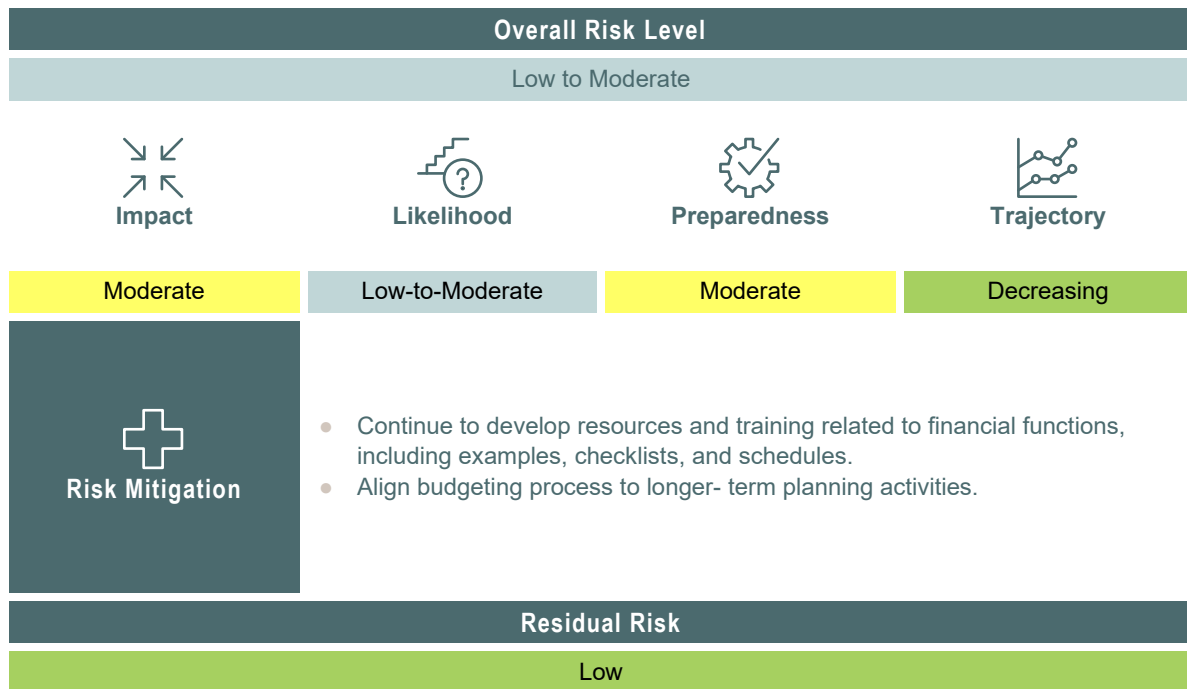 Overall Risk Level
Low to Moderate
Impact
Likelihood
?
Preparedness
Trajectory
Moderate
Low-to-Moderate
Moderate
Decreasing
Risk Mitigation
● Continue to develop resources and training related to financial functions,
including examples, checklists, and schedules.
● Align budgeting process to longer- term planning activities.
Residual Risk
Low